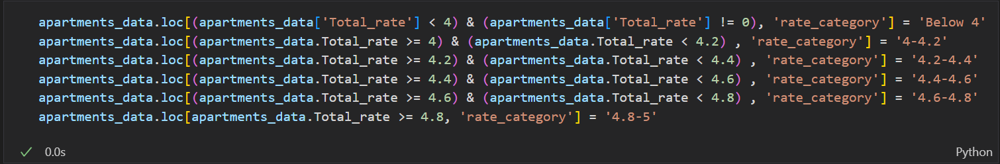 apartments_data.loc[(apartments_data['Total_rate'] < 4) & (apartments_data['Total_rate'] != 0), 'rate_category'] = 'Below 4'
apartments_data.loc[(apartments_data.Total_rate >= 4) & (apartments_data.Total_rate < 4.2) , 'rate_category'] = '4-4.2'
apartments_data.loc[(apartments_data.Total_rate >= 4.2) & (apartments_data.Total_rate < 4.4) , 'rate_category'] = '4.2-4.4'
apartments_data.loc[(apartments_data.Total_rate >= 4.4) & (apartments_data.Total_rate < 4.6) , 'rate_category'] = '4.4-4.6'
apartments_data.loc[(apartments_data.Total_rate >= 4.6) & (apartments_data.Total_rate < 4.8) , 'rate_category'] = '4.6-4.8'
apartments_data.loc[apartments_data.Total_rate >= 4.8, 'rate_category'] = '4.8-5'
0.0s Python